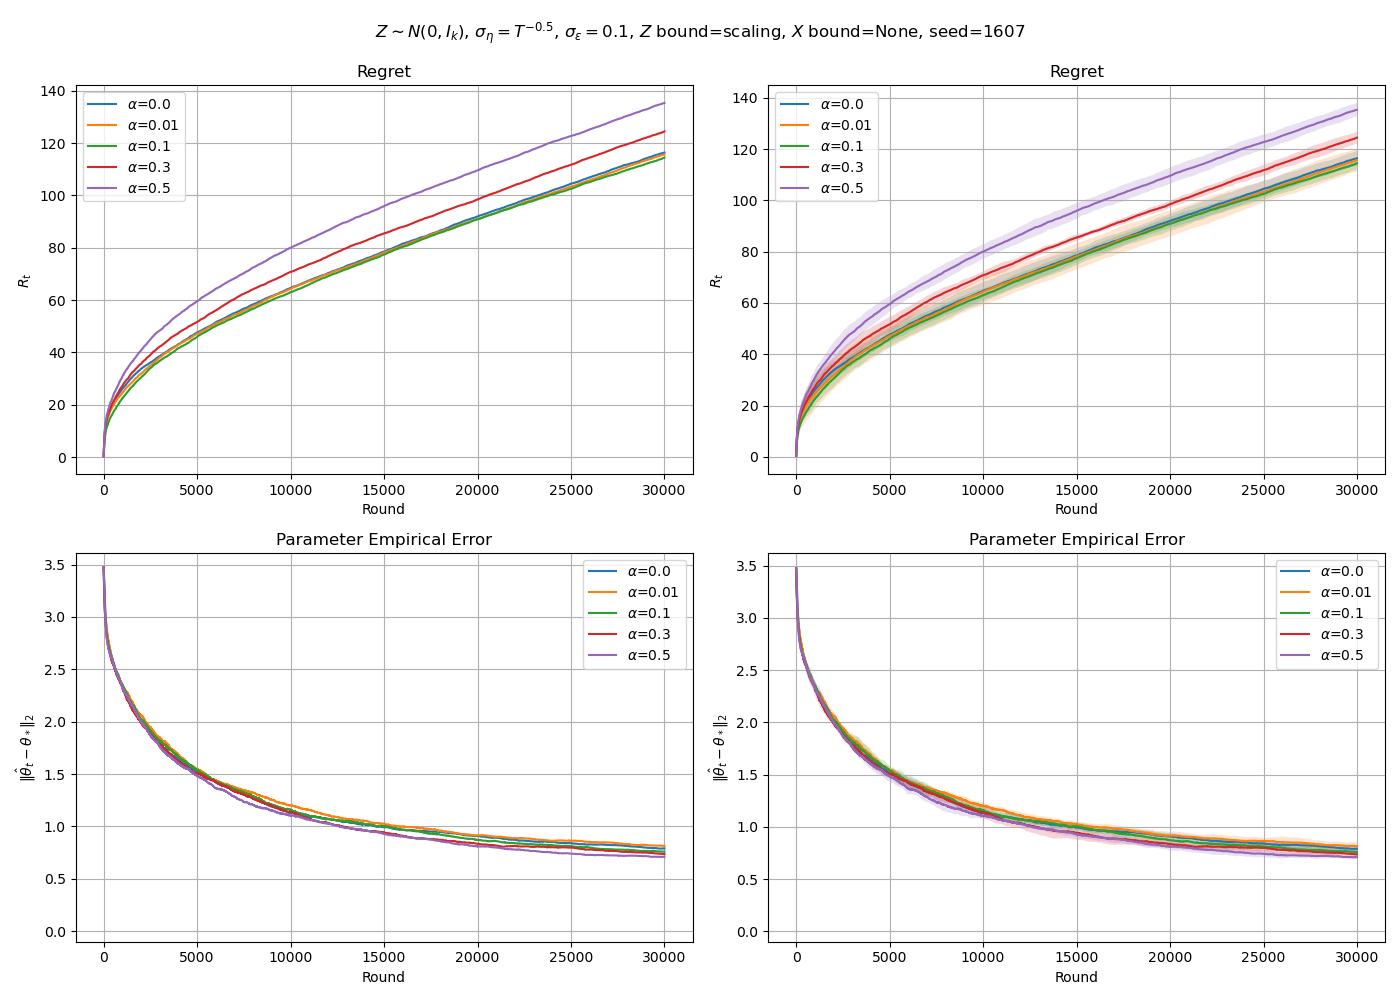 Z ∼ N(0, I_k), σ_η = T^{−0.5}, σ_ε = 0.1, Z bound=scaling, X bound=None, seed=1607
Regret
140
120
100
80
60
40
20
0
R_t
α=0.0
α=0.01
α=0.1
α=0.3
α=0.5
0 5000 10000 15000 20000 25000 30000
Round
Regret
140
120
100
80
60
40
20
0
R_t
α=0.0
α=0.01
α=0.1
α=0.3
α=0.5
0 5000 10000 15000 20000 25000 30000
Round
Parameter Empirical Error
3.5
3.0
2.5
2.0
1.5
1.0
0.5
0.0
‖θ̂_t − θ_*‖_2
α=0.0
α=0.01
α=0.1
α=0.3
α=0.5
0 5000 10000 15000 20000 25000 30000
Round
Parameter Empirical Error
3.5
3.0
2.5
2.0
1.5
1.0
0.5
0.0
‖θ̂_t − θ_*‖_2
α=0.0
α=0.01
α=0.1
α=0.3
α=0.5
0 5000 10000 15000 20000 25000 30000
Round